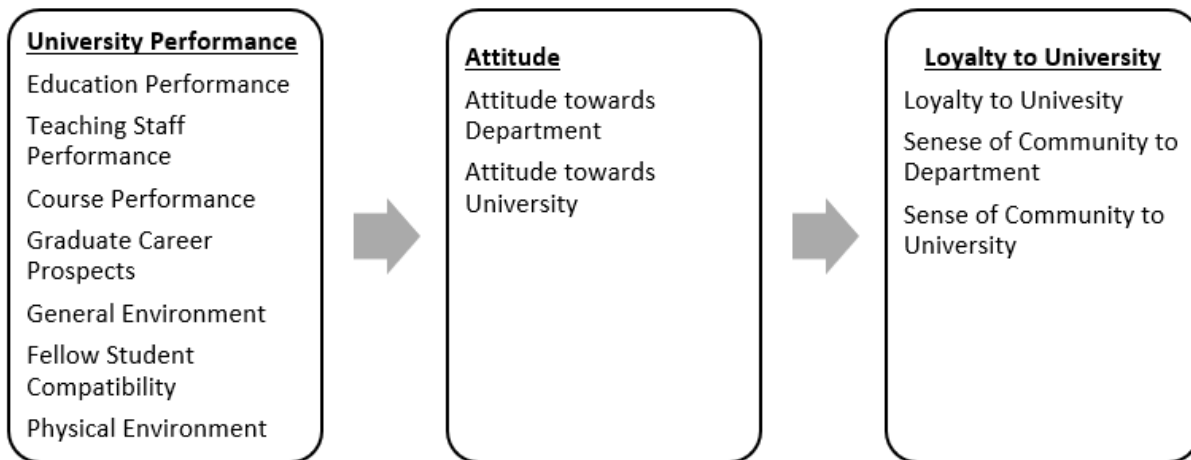 University Performance
Education Performance
Teaching Staff
Performance
Course Performance
Graduate Career
Prospects
General Environment
Fellow Student
Compatibility
Physical Environment
Attitude
Attitude towards
Department
Attitude towards
University
Loyalty to University
Loyalty to Univesity
Senese of Community to
Department
Sense of Community to
University